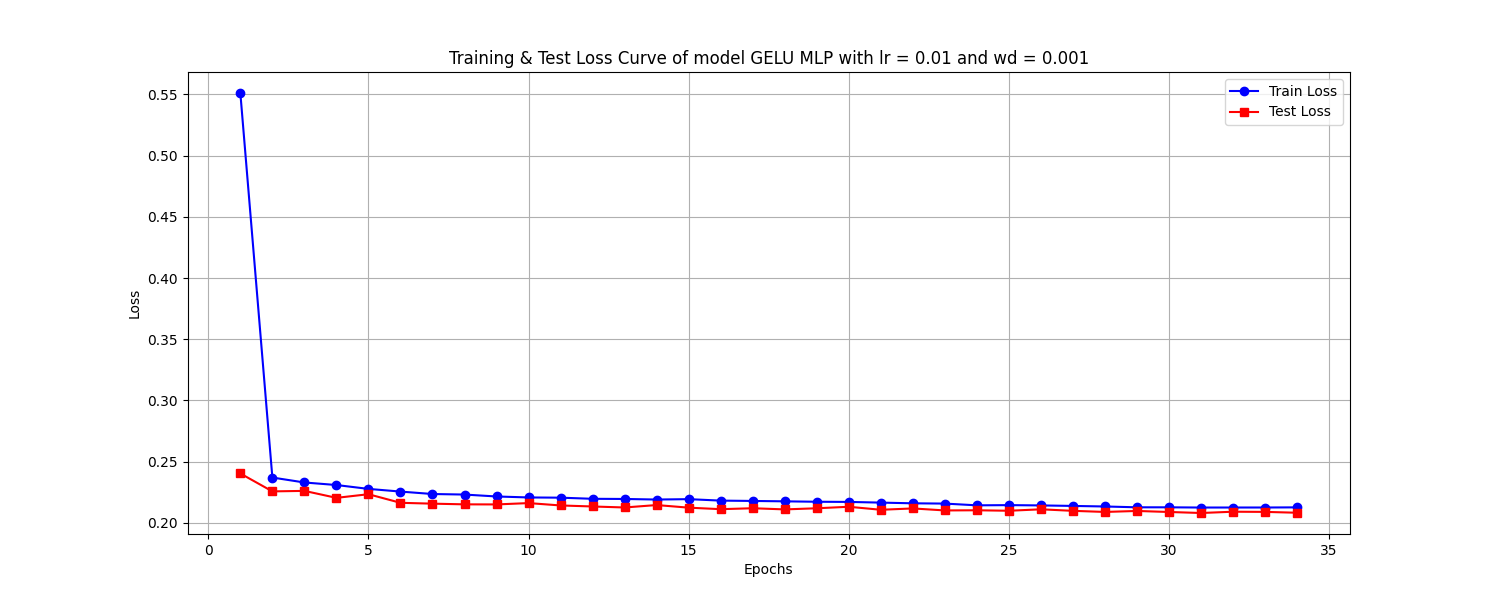 Training & Test Loss Curve of model GELU MLP with lr = 0.01 and wd = 0.001
Train Loss
Test Loss
0.55
0.50
0.45
0.40
0.35
0.30
0.25
0.20
Loss
0 5 10 15 20 25 30 35
Epochs